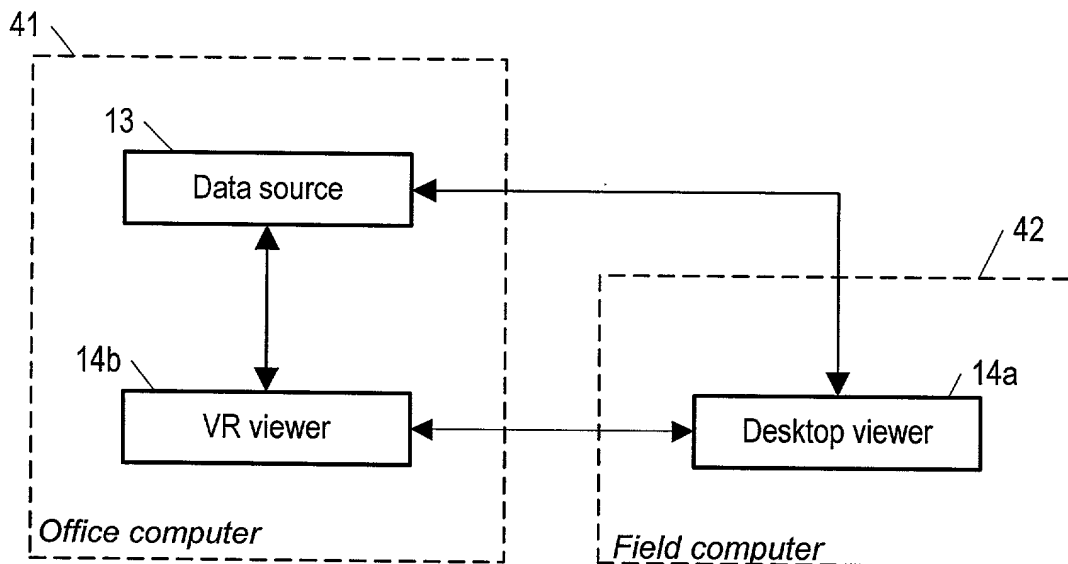 41
13
Data source
42
14b
14a
VR viewer
Desktop viewer
Office computer
Field computer